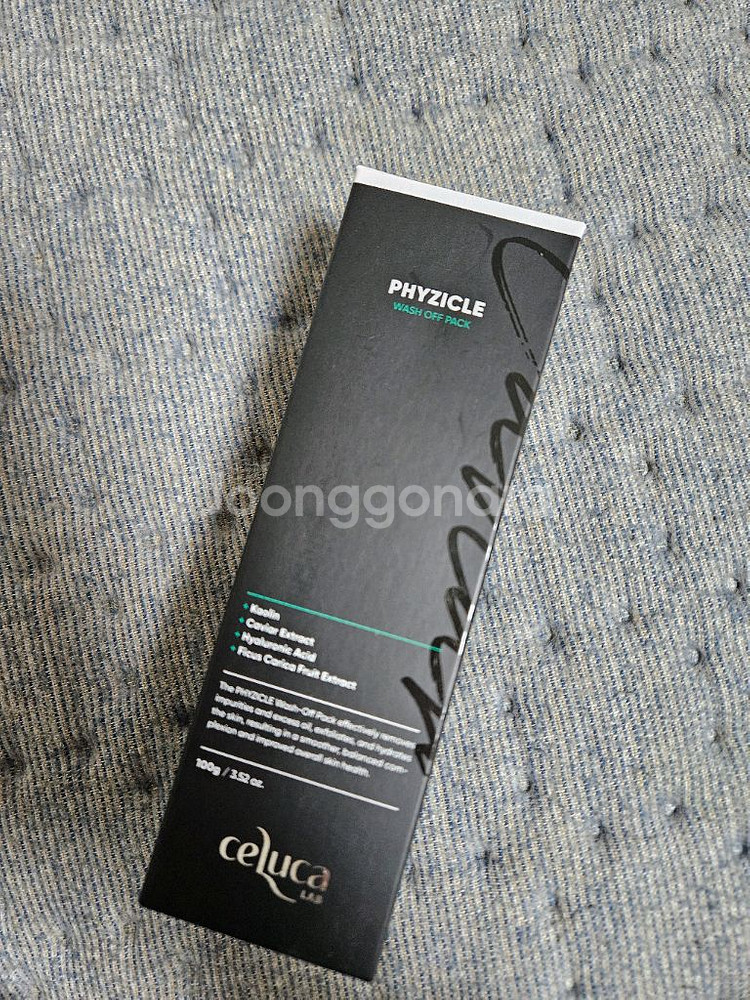 PHYZICLE
WASH OFF PACK
Joonggonara
+ Kaolin
+ Caviar Extract
+ Hyaluronic Acid
+ Ficus Carica Fruit Extract
The PHYZICLE Wash-Off Pack effectively removes
impurities and excess oil, exfoliates, and hydrates
the skin, resulting in a smoother, balanced com-
plexion and improved overall skin health.
100g / 3.52 oz.
celuca
LAB